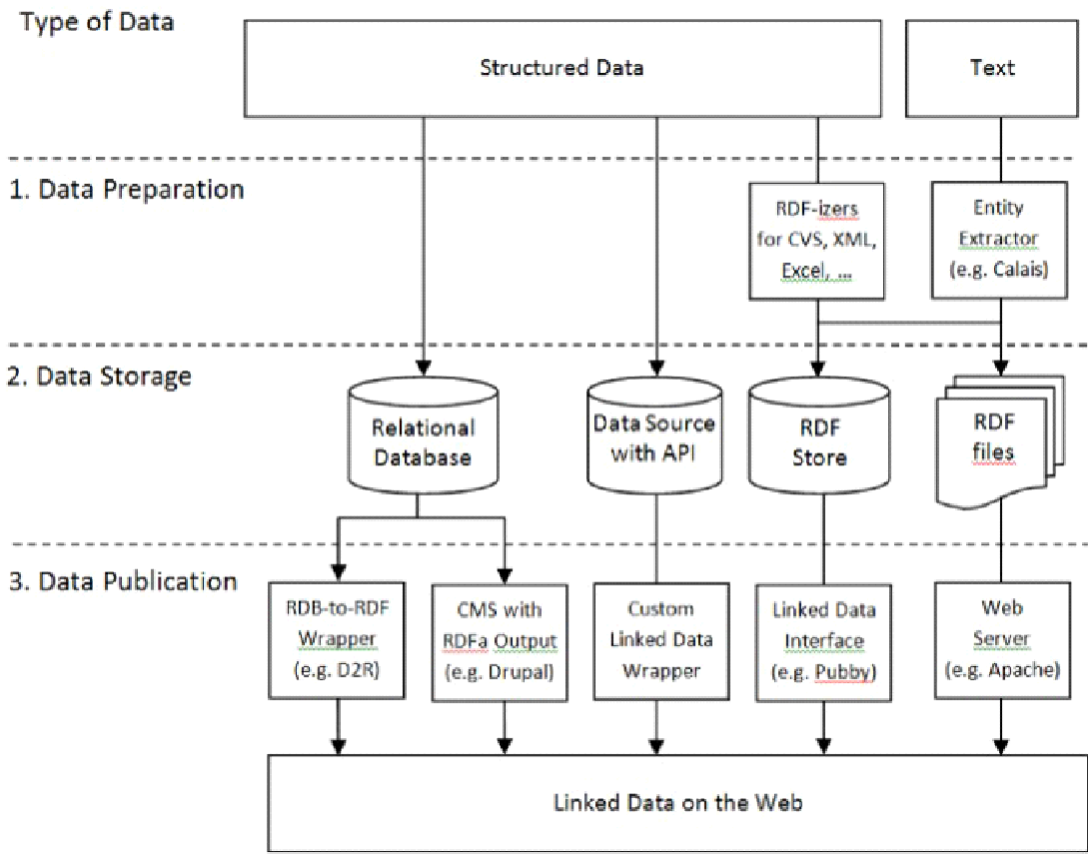 Type of Data
Structured Data
Text
1. Data Preparation
RDF-izers
for CVS, XML,
Excel, ...
Entity
Extractor
(e.g. Calais)
2. Data Storage
Relational
Database
Data Source
with API
RDF
Store
RDF
files
3. Data Publication
RDB-to-RDF
Wrapper
(e.g. D2R)
CMS with
RDFa Output
(e.g. Drupal)
Custom
Linked Data
Wrapper
Linked Data
Interface
(e.g. Pubby)
Web
Server
(e.g. Apache)
Linked Data on the Web